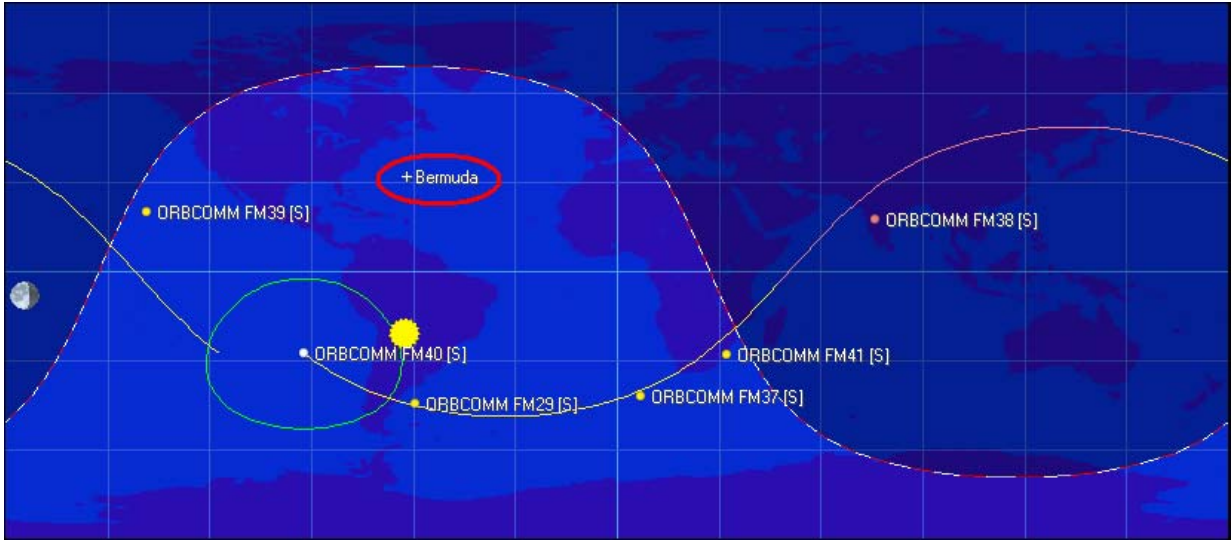 +Bermuda
ORBCOMM FM39 [S]
ORBCOMM FM38 [S]
ORBCOMM FM40 [S]
ORBCOMM FM41 [S]
ORBCOMM FM37 [S]
ORBCOMM FM29 [S]